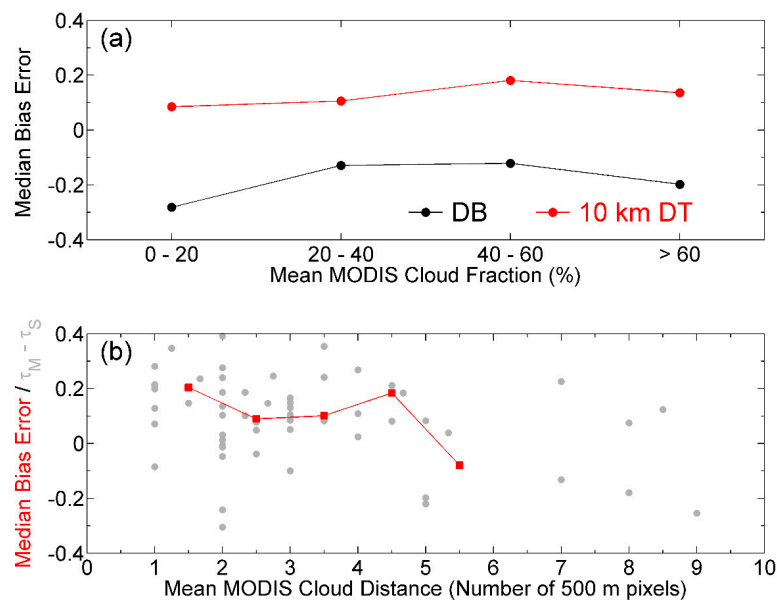 (a)
Median Bias Error
0.4
0.2
0
-0.2
-0.4
DB
10 km DT
0 - 20
20 - 40
40 - 60
> 60
Mean MODIS Cloud Fraction (%)
(b)
Median Bias Error / τM - τS
0.4
0.2
0
-0.2
-0.4
0 1 2 3 4 5 6 7 8 9 10
Mean MODIS Cloud Distance (Number of 500 m pixels)